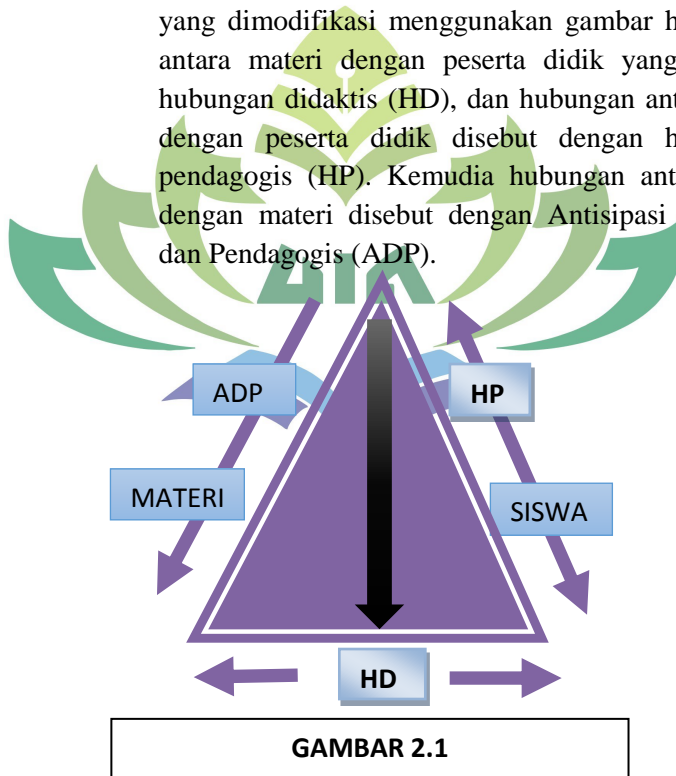 yang dimodifikasi menggunakan gambar h
antara materi dengan peserta didik yang
hubungan didaktis (HD), dan hubungan ant
dengan peserta didik disebut dengan h
pendagogis (HP). Kemudia hubungan ant
dengan materi disebut dengan Antisipasi
dan Pendagogis (ADP).
ADP
HP
MATERI
SISWA
HD
GAMBAR 2.1